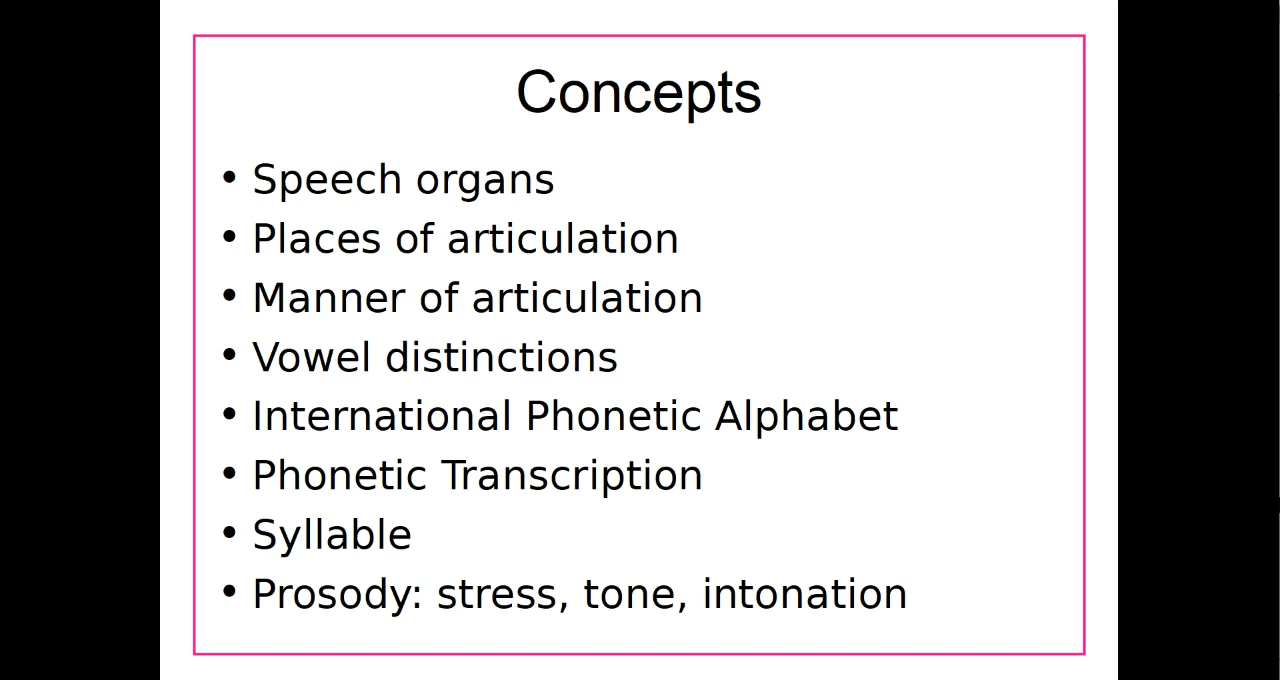 Concepts
• Speech organs
• Places of articulation
• Manner of articulation
• Vowel distinctions
• International Phonetic Alphabet
• Phonetic Transcription
• Syllable
• Prosody: stress, tone, intonation